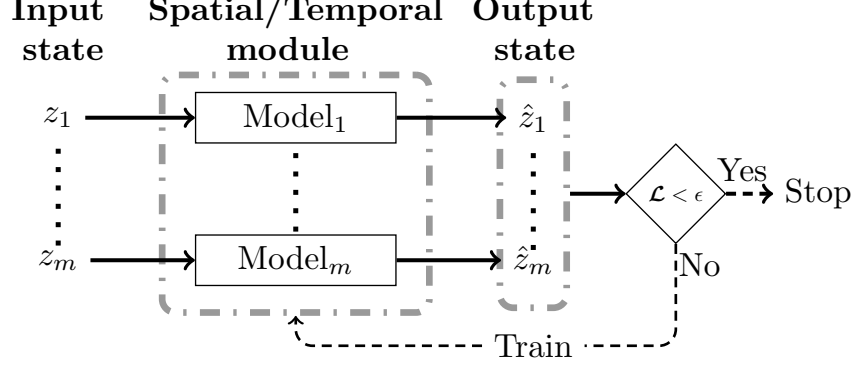 Input state
Spatial/Temporal module
Output state
z₁
Model₁
ẑ₁
𝓛 < ϵ
Yes
Stop
zₘ
Modelₘ
ẑₘ
No
Train